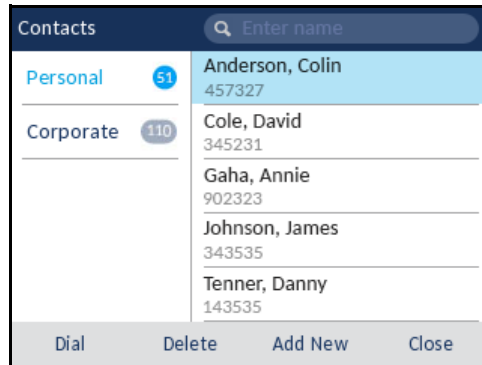 Contacts
Enter name
Personal 51
Corporate 110
Anderson, Colin
457327
Cole, David
345231
Gaha, Annie
902323
Johnson, James
343535
Tenner, Danny
143535
Dial Delete Add New Close